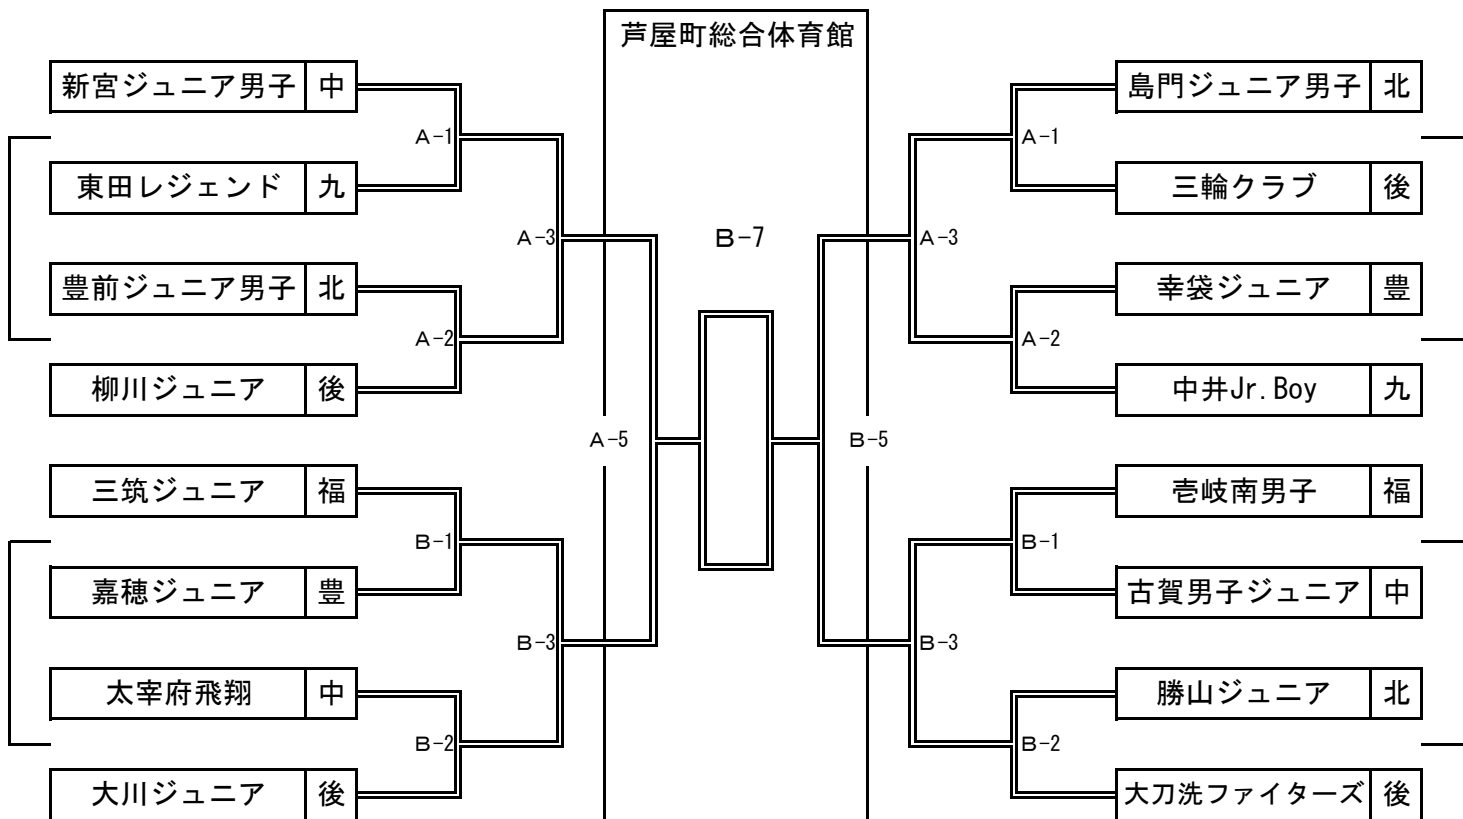 芦屋町総合体育館
新宮ジュニア男子 中
A-1
東田レジェンド 九
A-3
豊前ジュニア男子 北
A-2
柳川ジュニア 後
A-5
三筑ジュニア 福
B-1
嘉穂ジュニア 豊
B-3
太宰府飛翔 中
B-2
大川ジュニア 後
B-7
島門ジュニア男子 北
A-1
三輪クラブ 後
A-3
幸袋ジュニア 豊
A-2
中井Jr.Boy 九
B-5
壱岐南男子 福
B-1
古賀男子ジュニア 中
B-3
勝山ジュニア 北
B-2
大刀洗ファイターズ 後